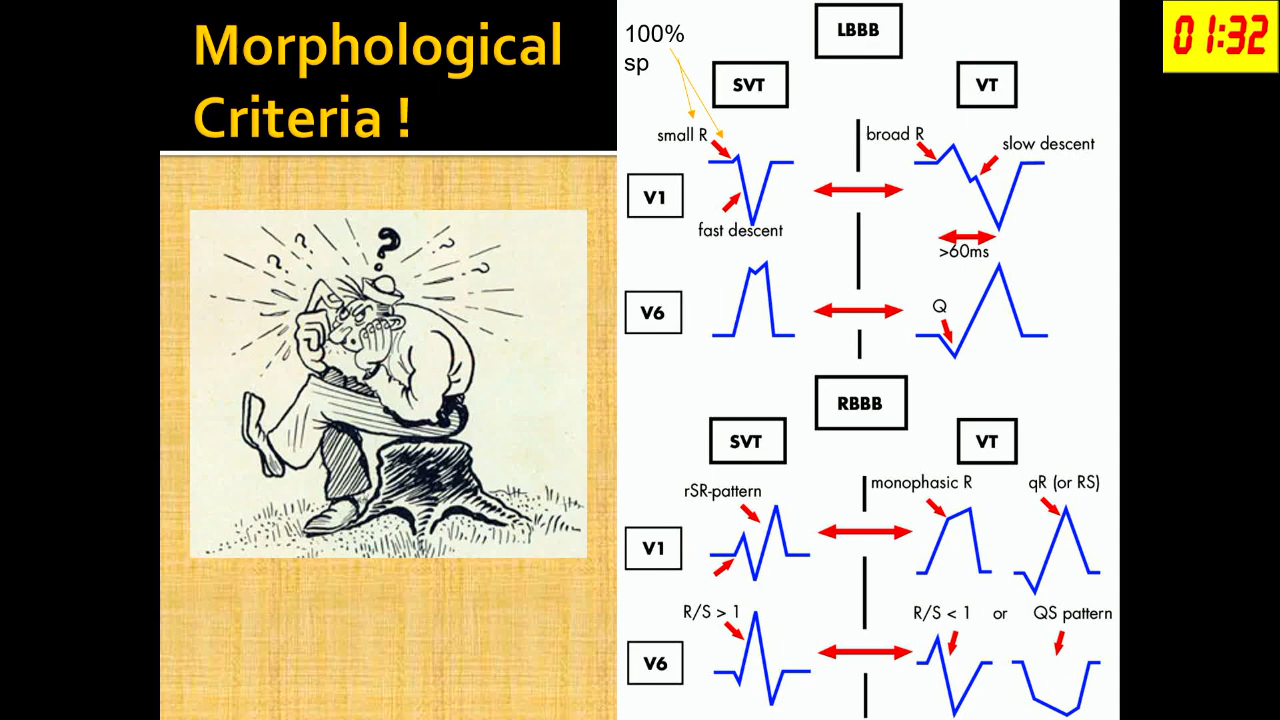 Morphological
Criteria !
01:32
100%
sp
LBBB
SVT
VT
small R
broad R
slow descent
V1
fast descent
>60ms
V6
Q
RBBB
SVT
VT
rSR-pattern
monophasic R
qR (or RS)
V1
R/S > 1
R/S < 1 or QS pattern
V6
? ? ? ? ?